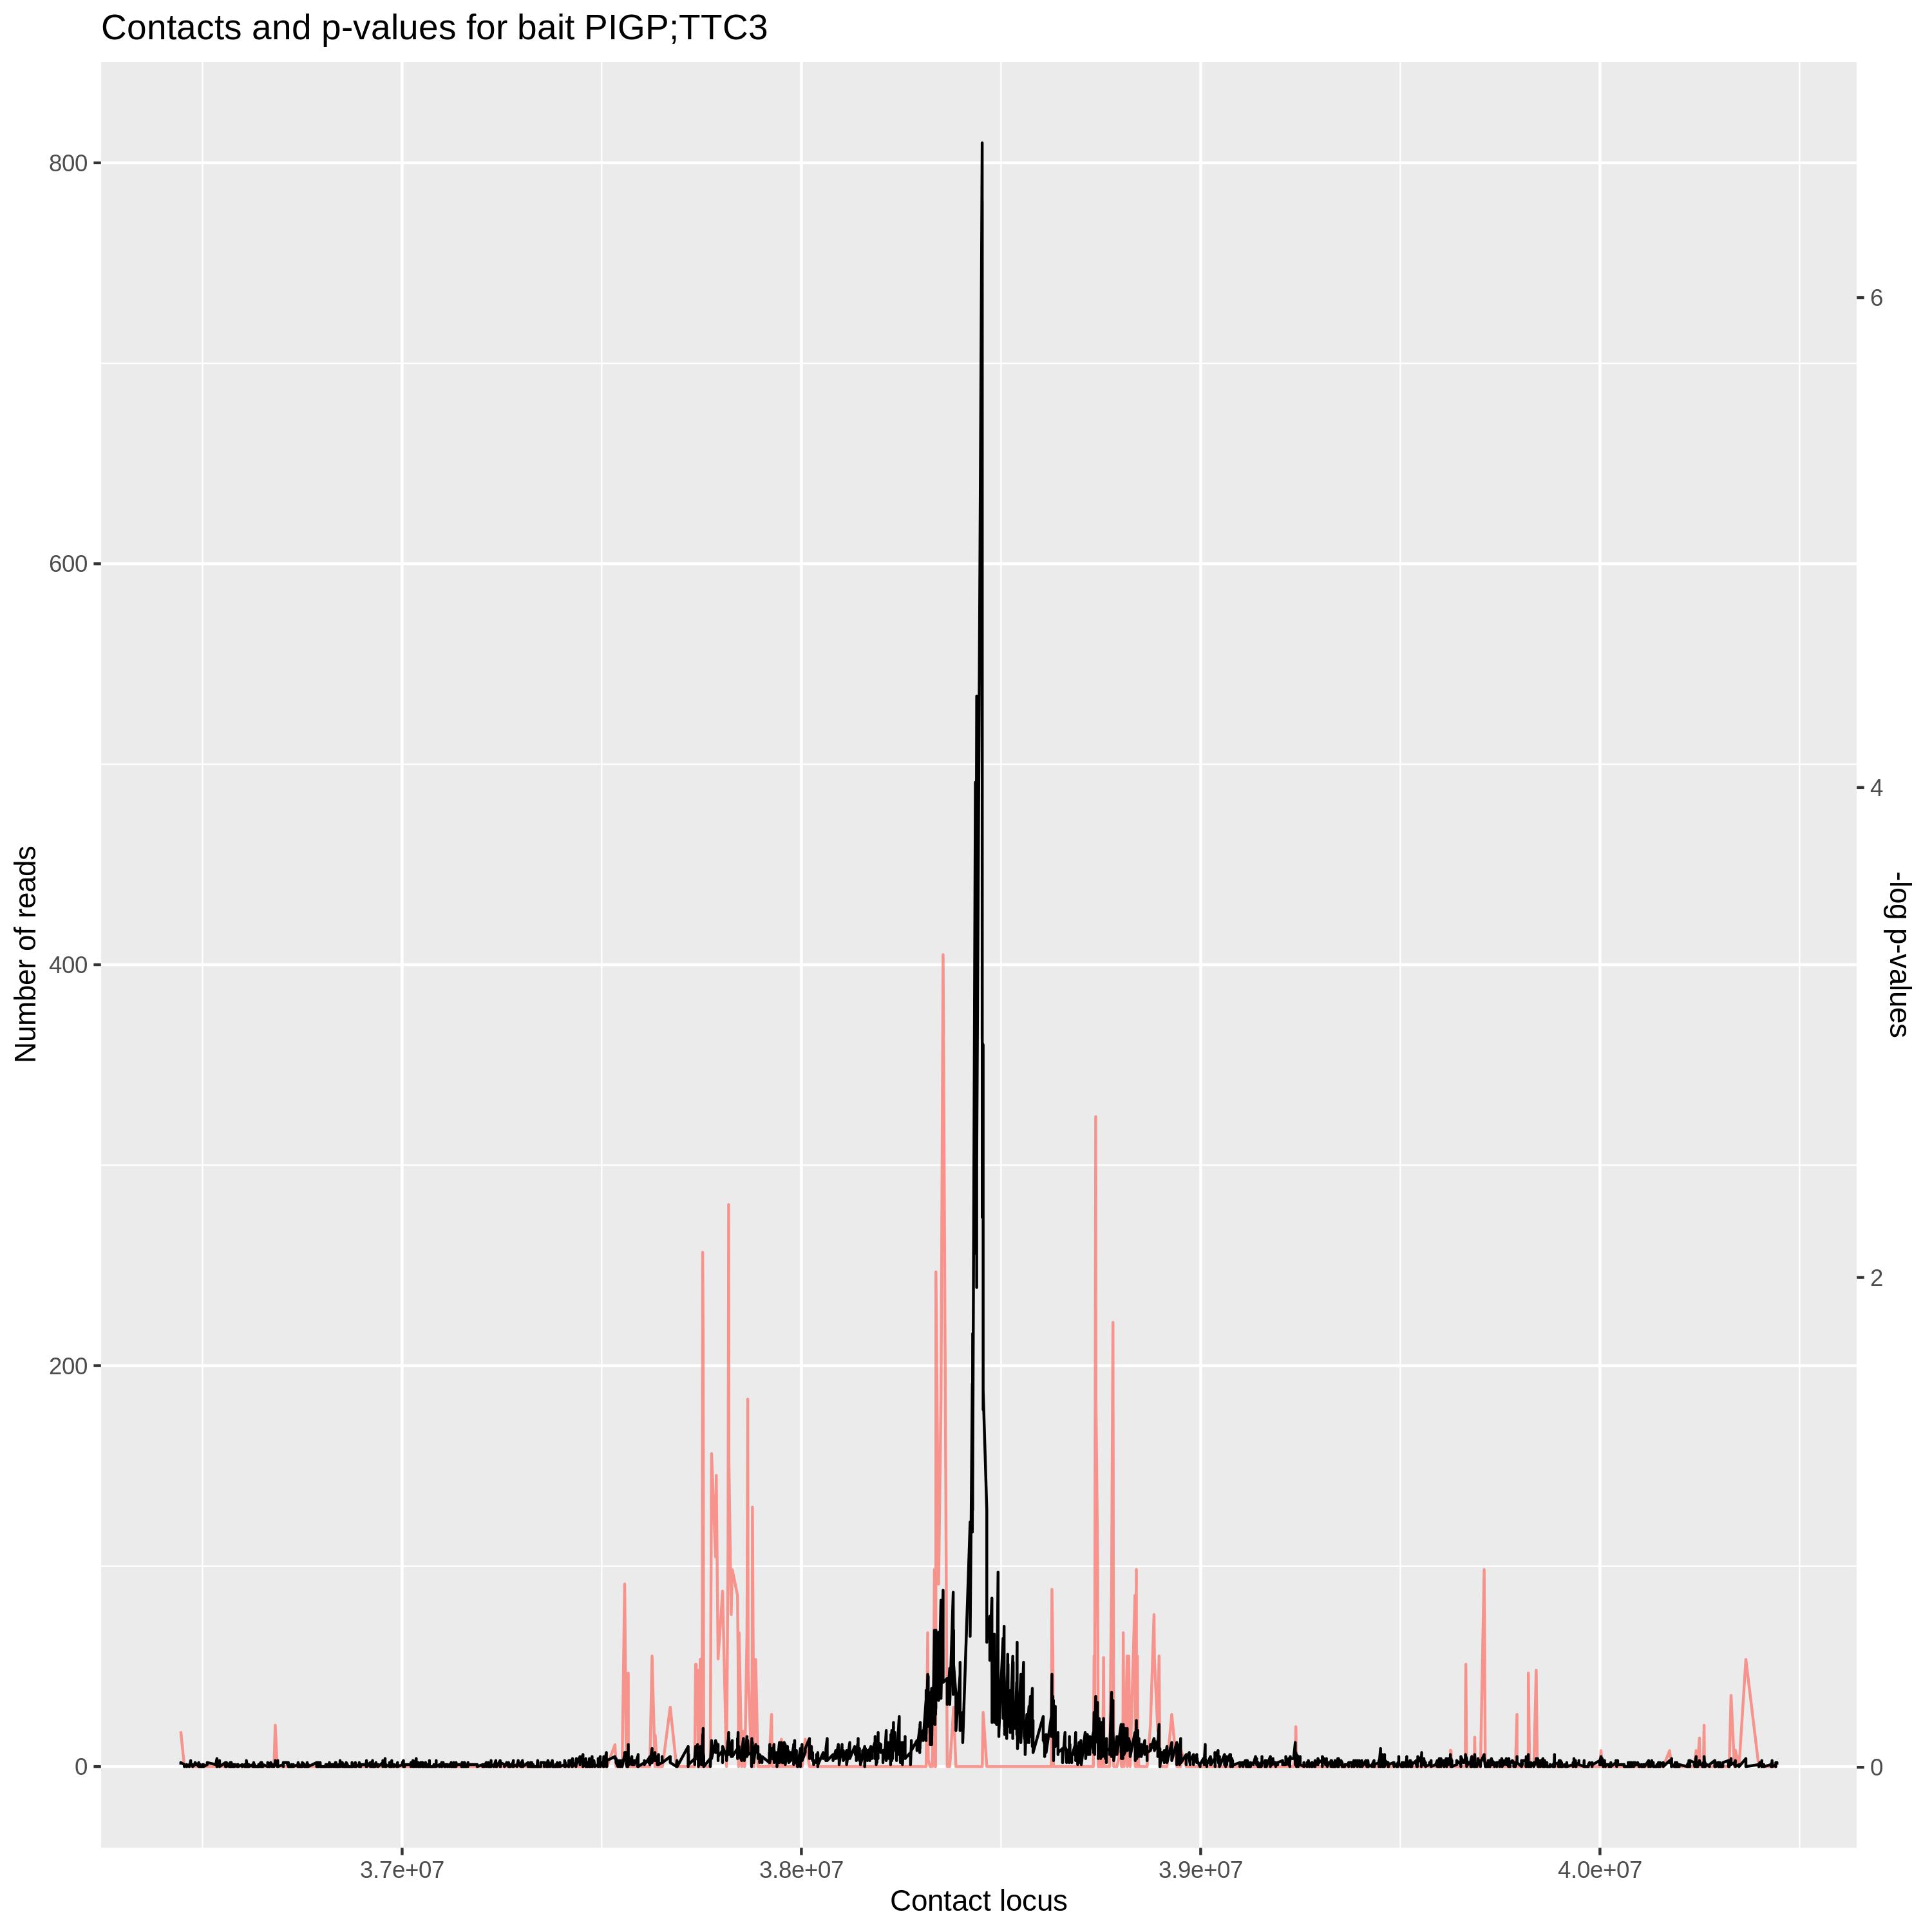 Contacts and p-values for bait PIGP;TTC3
800
600
400
200
0
Number of reads
6
4
2
0
-log p-values
3.7e+07
3.8e+07
3.9e+07
4.0e+07
Contact locus